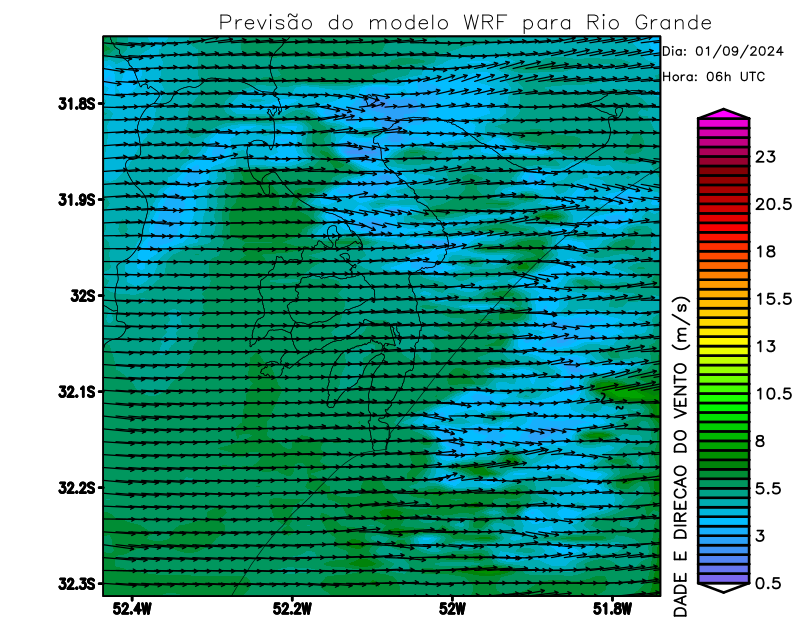 Previsão do modelo WRF para Rio Grande
Dia: 01/09/2024
Hora: 06h UTC
31.8S
31.9S
32S
32.1S
32.2S
32.3S
52.4W
52.2W
52W
51.8W
DADE E DIRECAO DO VENTO (m/s)
23
20.5
18
15.5
13
10.5
8
5.5
3
0.5